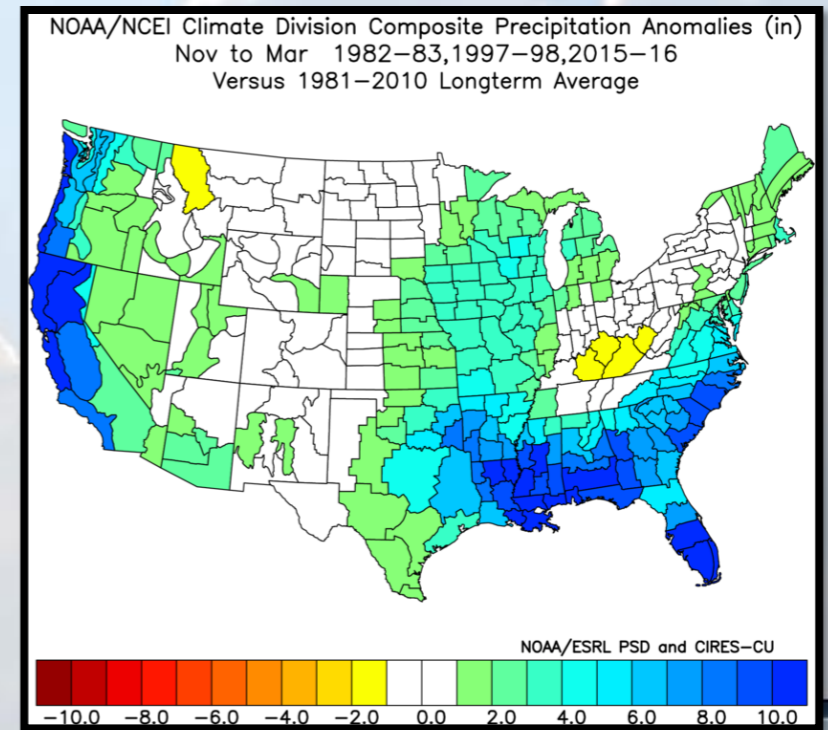 NOAA/NCEI Climate Division Composite Precipitation Anomalies (in)
Nov to Mar 1982-83,1997-98,2015-16
Versus 1981-2010 Longterm Average
NOAA/ESRL PSD and CIRES-CU
-10.0 -8.0 -6.0 -4.0 -2.0 0.0 2.0 4.0 6.0 8.0 10.0